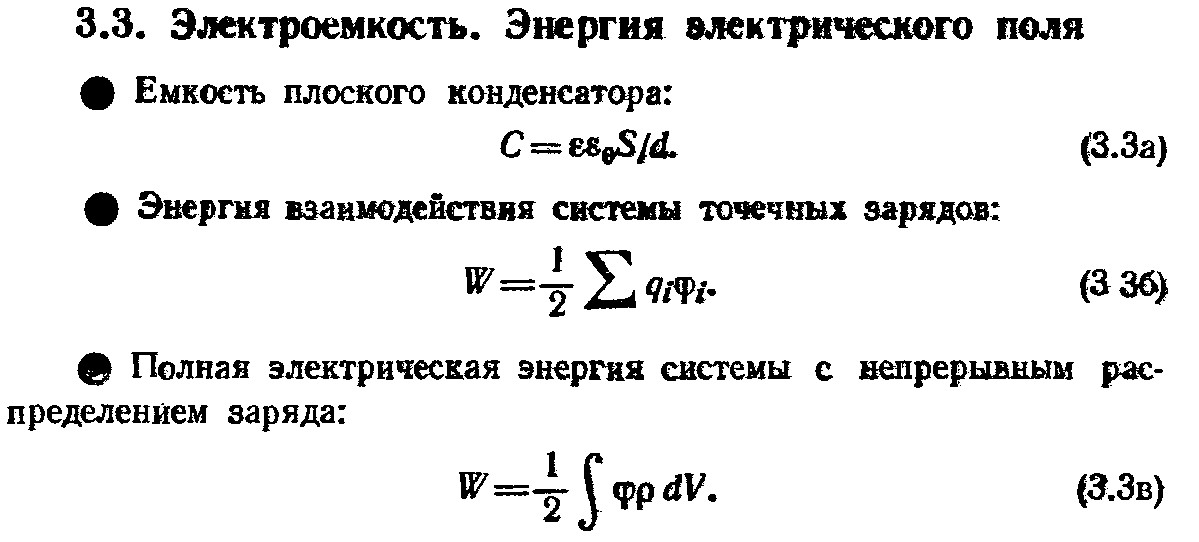 3.3. Электроемкость. Энергия электрического поля
● Емкость плоского конденсатора:
C = εε₀S/d. (3.3а)
● Энергия взаимодействия системы точечных зарядов:
W = 1/2 ∑ qᵢφᵢ. (3 3б)
● Полная электрическая энергия системы с непрерывным рас-
пределением заряда:
W = 1/2 ∫ φρ dV. (3.3в)